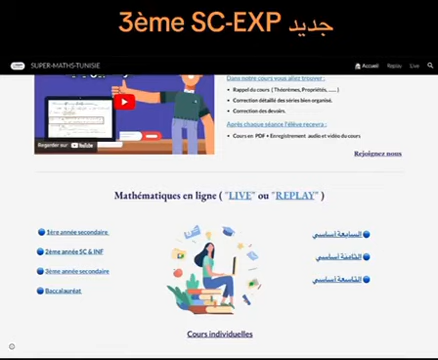 3ème SC-EXP جديد
SUPER-MATHS-TUNISIE
Accueil Replay Live
Dans notre cours vous allez trouver :
Rappel du cours ( Théorèmes, Propriétés, ...... )
Correction détaillé des séries bien organisé.
Correction des devoirs.
Après chaque séance l'élève recevra :
Cours en PDF + Enregistrement audio et vidéo du cours
Regarder sur YouTube
Rejoignez nous
Mathématiques en ligne ( "LIVE" ou "REPLAY" )
1ère année secondaire
2ème année SC & INF
3ème année secondaire
Baccalauréat
السابعة اساسي
الثامنة اساسي
التاسعة اساسي
Cours individuelles